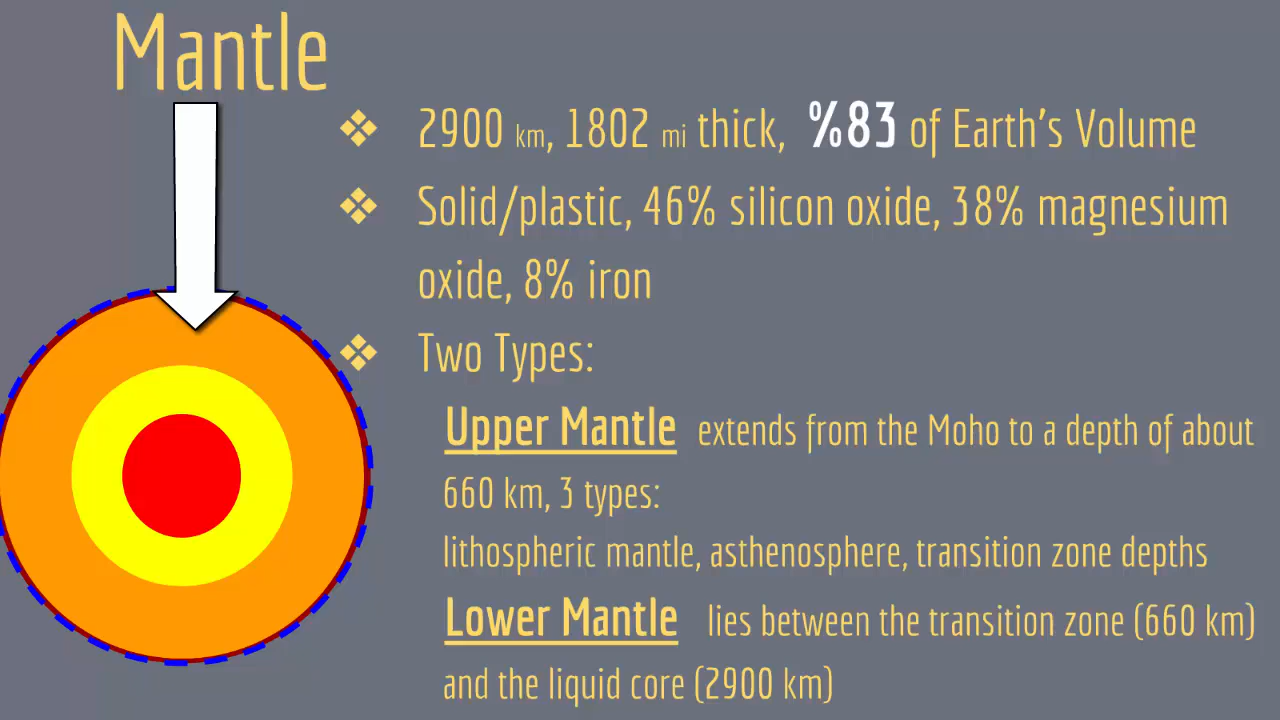 Mantle
❖ 2900 km, 1802 mi thick, %83 of Earth's Volume
❖ Solid/plastic, 46% silicon oxide, 38% magnesium
oxide, 8% iron
❖ Two Types:
Upper Mantle extends from the Moho to a depth of about
660 km, 3 types:
lithospheric mantle, asthenosphere, transition zone depths
Lower Mantle lies between the transition zone (660 km)
and the liquid core (2900 km)